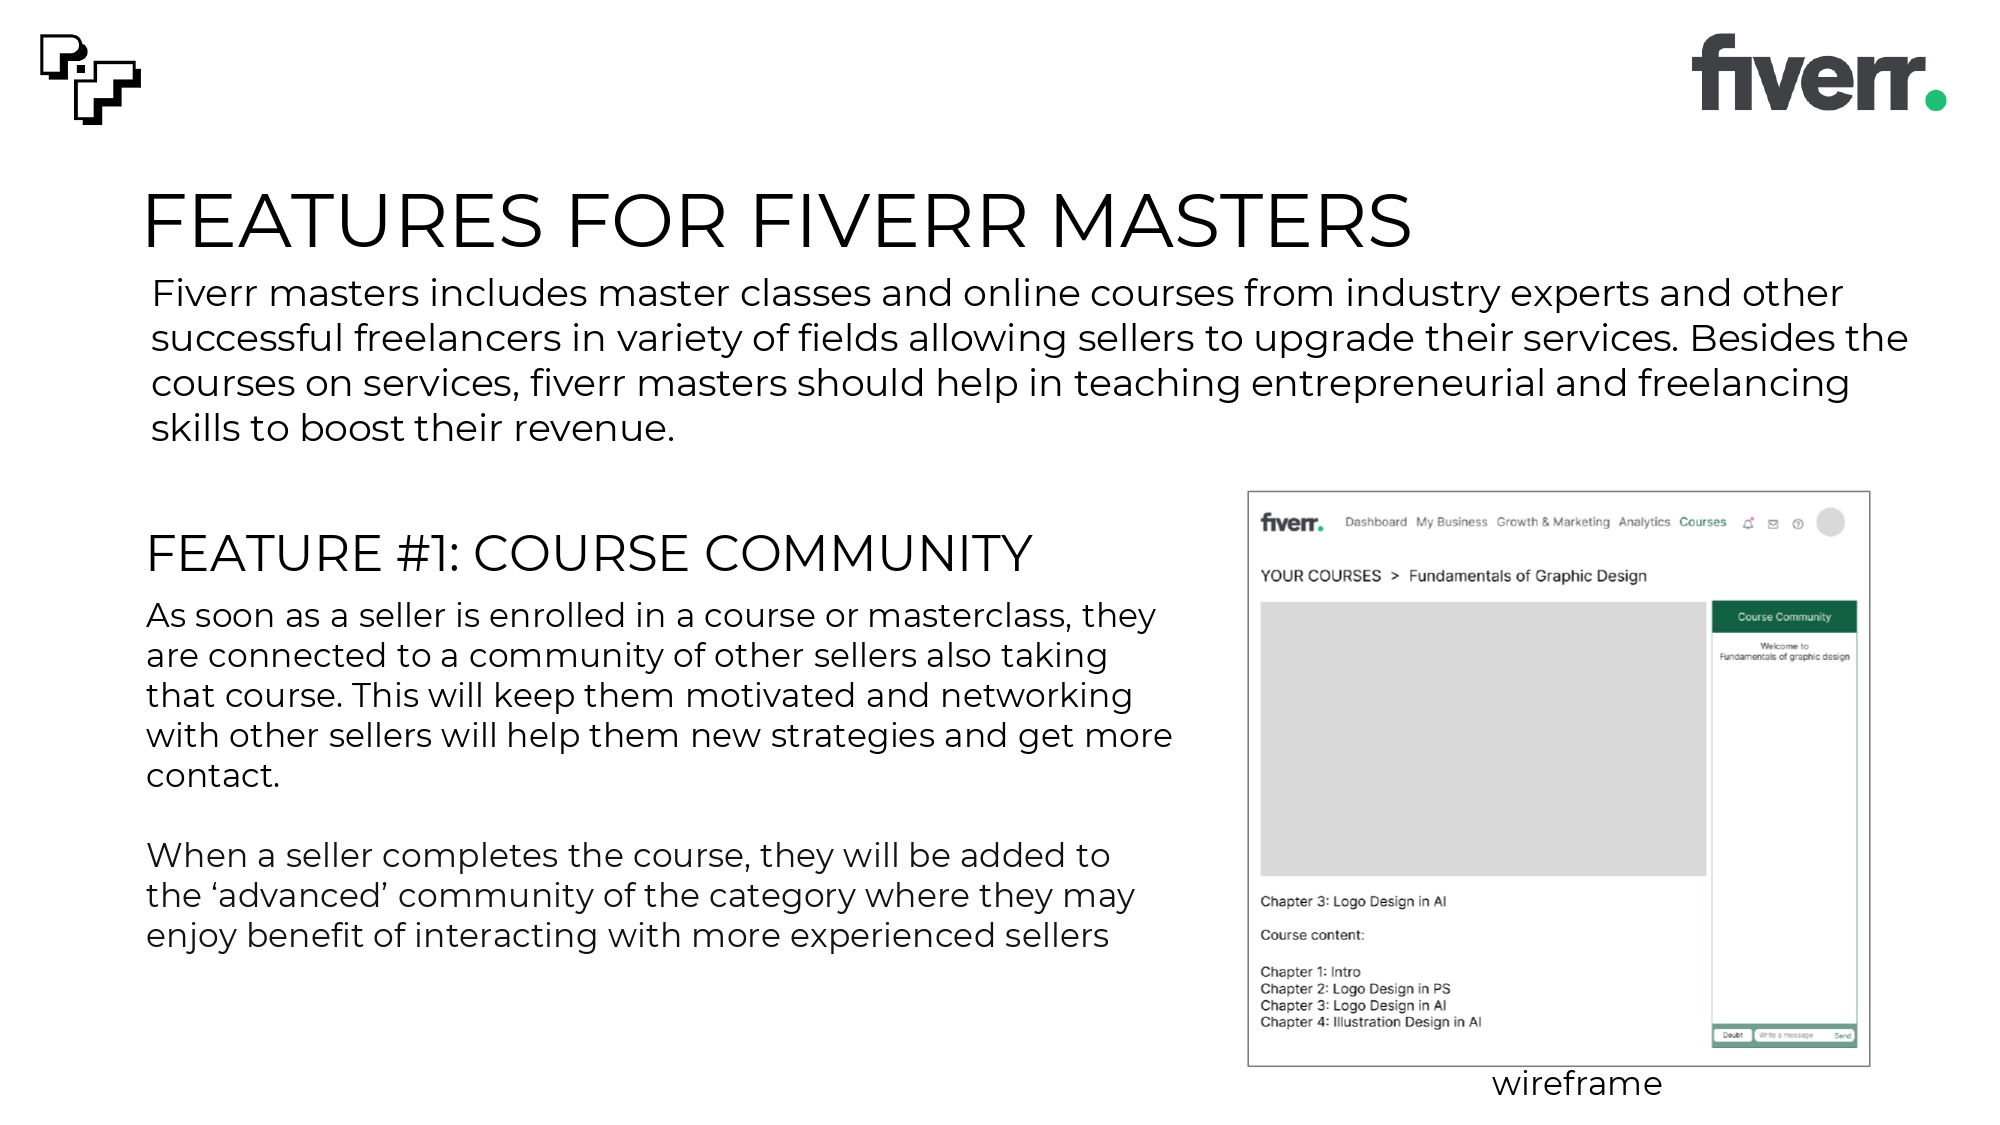 fiverr.
FEATURES FOR FIVERR MASTERS
Fiverr masters includes master classes and online courses from industry experts and other
successful freelancers in variety of fields allowing sellers to upgrade their services. Besides the
courses on services, fiverr masters should help in teaching entrepreneurial and freelancing
skills to boost their revenue.
FEATURE #1: COURSE COMMUNITY
As soon as a seller is enrolled in a course or masterclass, they
are connected to a community of other sellers also taking
that course. This will keep them motivated and networking
with other sellers will help them new strategies and get more
contact.
When a seller completes the course, they will be added to
the ‘advanced’ community of the category where they may
enjoy benefit of interacting with more experienced sellers
fiverr. Dashboard My Business Growth & Marketing Analytics Courses
YOUR COURSES > Fundamentals of Graphic Design
Course Community
Welcome to
Fundamentals of graphic design
Chapter 3: Logo Design in AI
Course content:
Chapter 1: Intro
Chapter 2: Logo Design in PS
Chapter 3: Logo Design in AI
Chapter 4: Illustration Design in AI
Doubt Write a message Send
wireframe